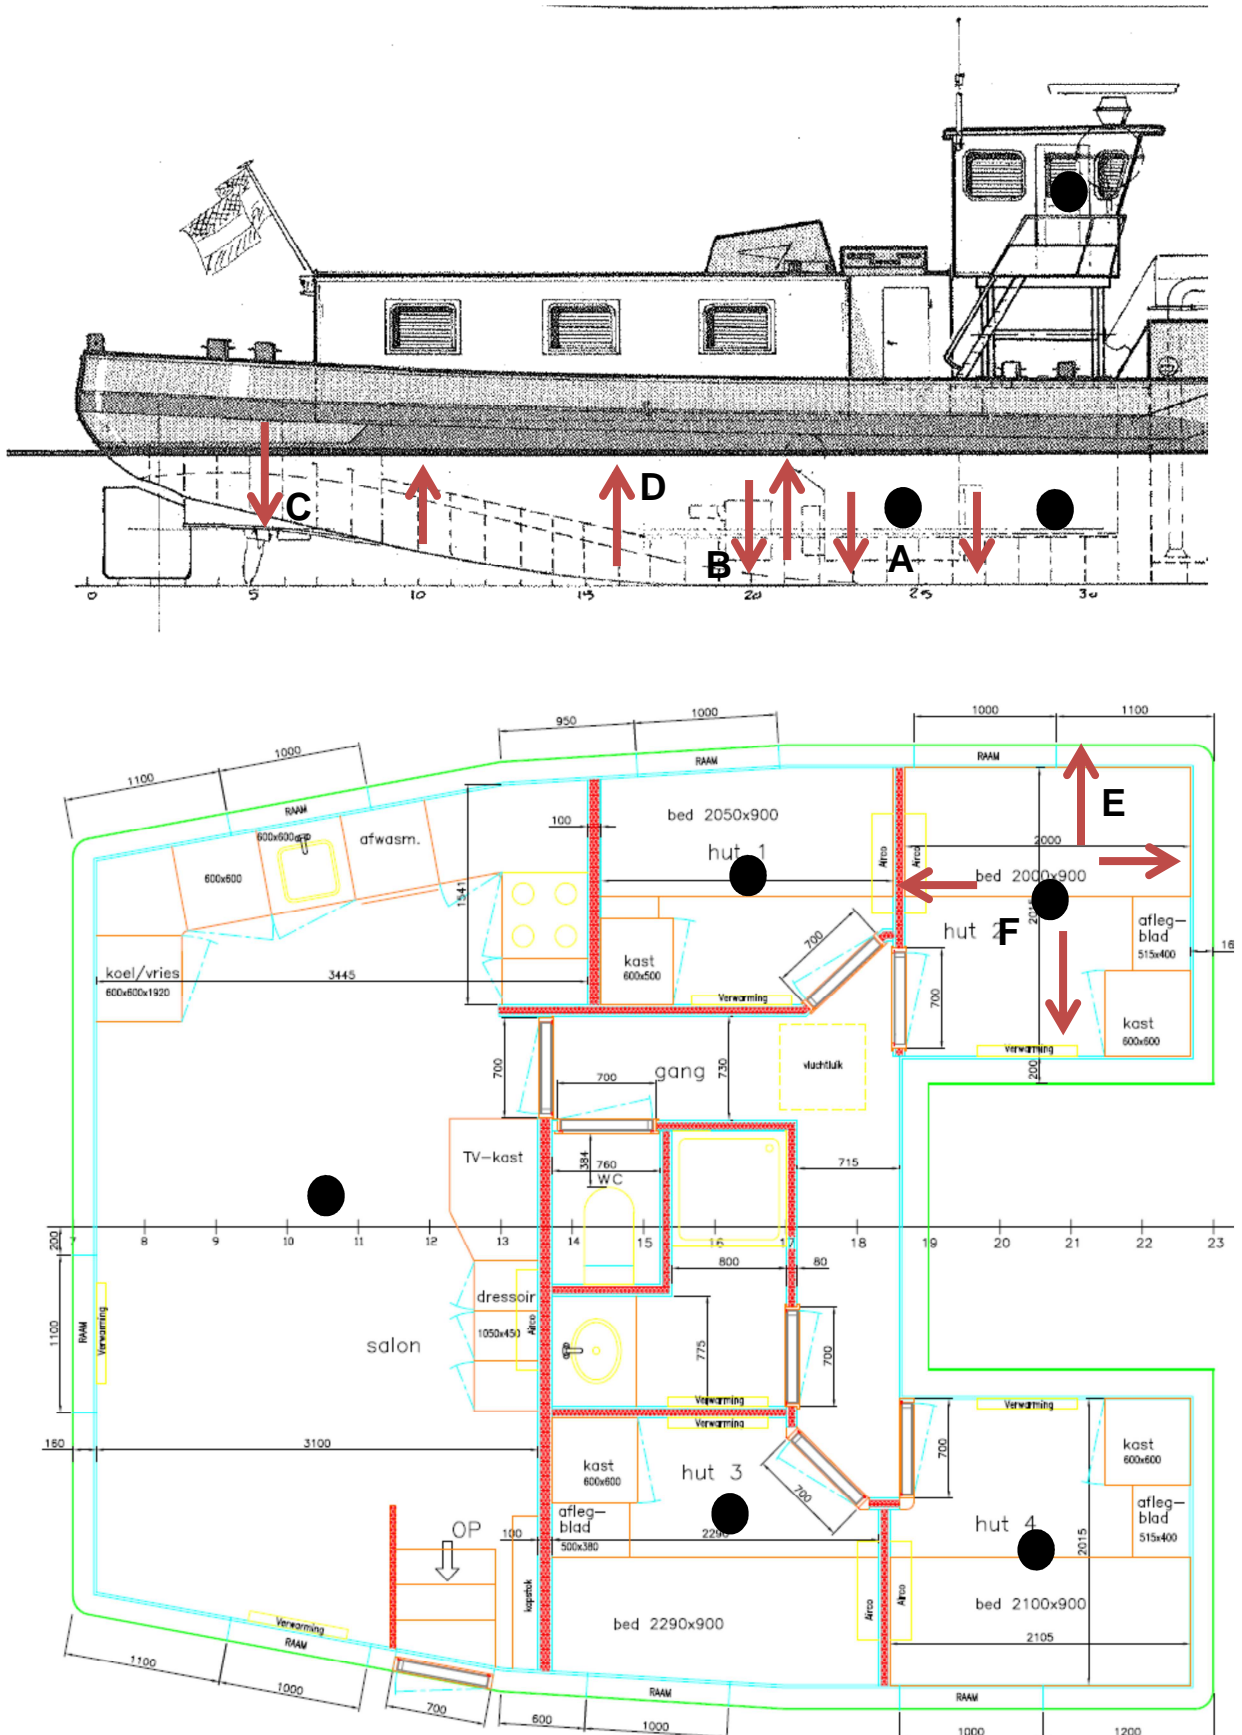 C
D
B
A
0
5
10
15
20
25
30
950
1000
1000
1100
1000
1100
RAAM
RAAM
RAAM
bed 2050x900
100
600x600
afwasm.
E
2000
600x600
hut 1
Airco
Airco
bed 2000x900
1541
2015
hut 2
F
afleg-
blad
515x400
koel/vries
600x600x1920
3445
kast
600x500
700
Verwarming
700
kast
600x600
Verwarming
200
16
700
gang
700
730
vluchtluik
TV-kast
384
760
WC
715
200
7
8
9
10
11
12
13
14
15
16
17
18
19
20
21
22
23
800
80
dressoir
1050x450
Airco
1100
RAAM
Verwarming
salon
775
700
Verwarming
Verwarming
Verwarming
160
3100
kast
600x600
hut 3
700
700
kast
600x600
afleg-
blad
500x380
100
2290
OP
kapstok
hut 4
afleg-
blad
515x400
2015
bed 2290x900
Airco
Airco
bed 2100x900
2105
Verwarming
RAAM
RAAM
RAAM
1100
1000
700
600
1000
1000
1200